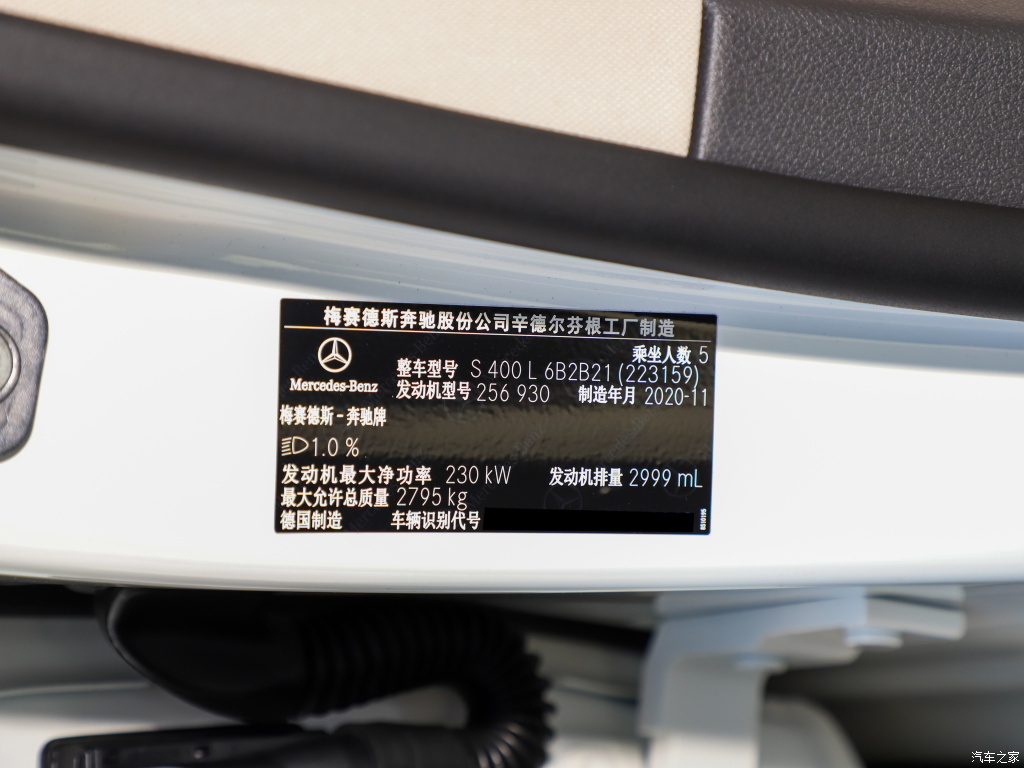 梅赛德斯奔驰股份公司辛德尔芬根工厂制造
乘坐人数 5
Mercedes-Benz
整车型号 S 400 L 6B2B21 (223159)
发动机型号 256 930 制造年月 2020-11
梅赛德斯-奔驰牌
1.0 %
发动机最大净功率 230 kW 发动机排量 2999 mL
最大允许总质量 2795 kg
德国制造 车辆识别代号
汽车之家